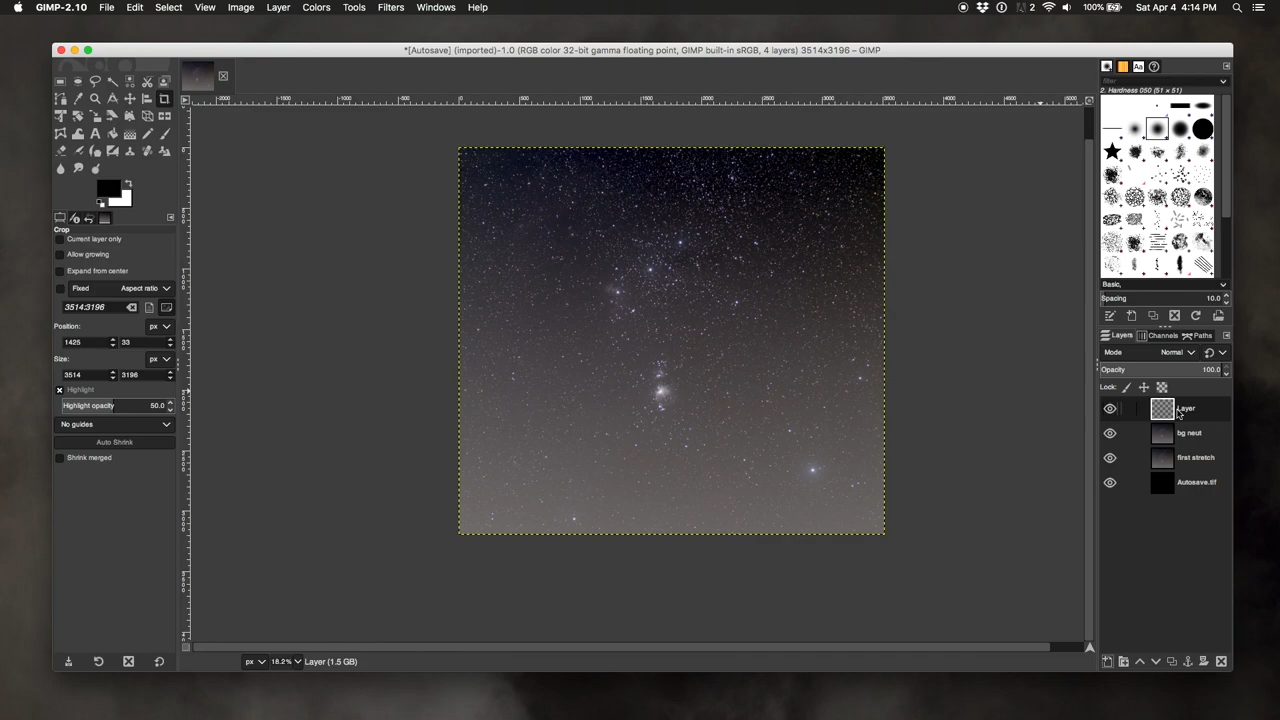 GIMP-2.10 File Edit Select View Image Layer Colors Tools Filters Windows Help 2 100% Sat Apr 4 4:14 PM
*[Autosave] (imported)-1.0 (RGB color 32-bit gamma floating point, GIMP built-in sRGB, 4 layers) 3514x3196 – GIMP
filter
2. Hardness 050 (51 × 51)
Crop
Current layer only
Allow growing
Expand from center
Fixed Aspect ratio
3514:3196
Position: px
1425 33
Size: px
3514 3196
Highlight
Highlight opacity 50.0
No guides
Auto Shrink
Shrink merged
Basic,
Spacing 10.0
Layers Channels Paths
Mode Normal
Opacity 100.0
Lock:
Layer
bg neut
first stretch
Autosave.tif
px 18.2% Layer (1.5 GB)